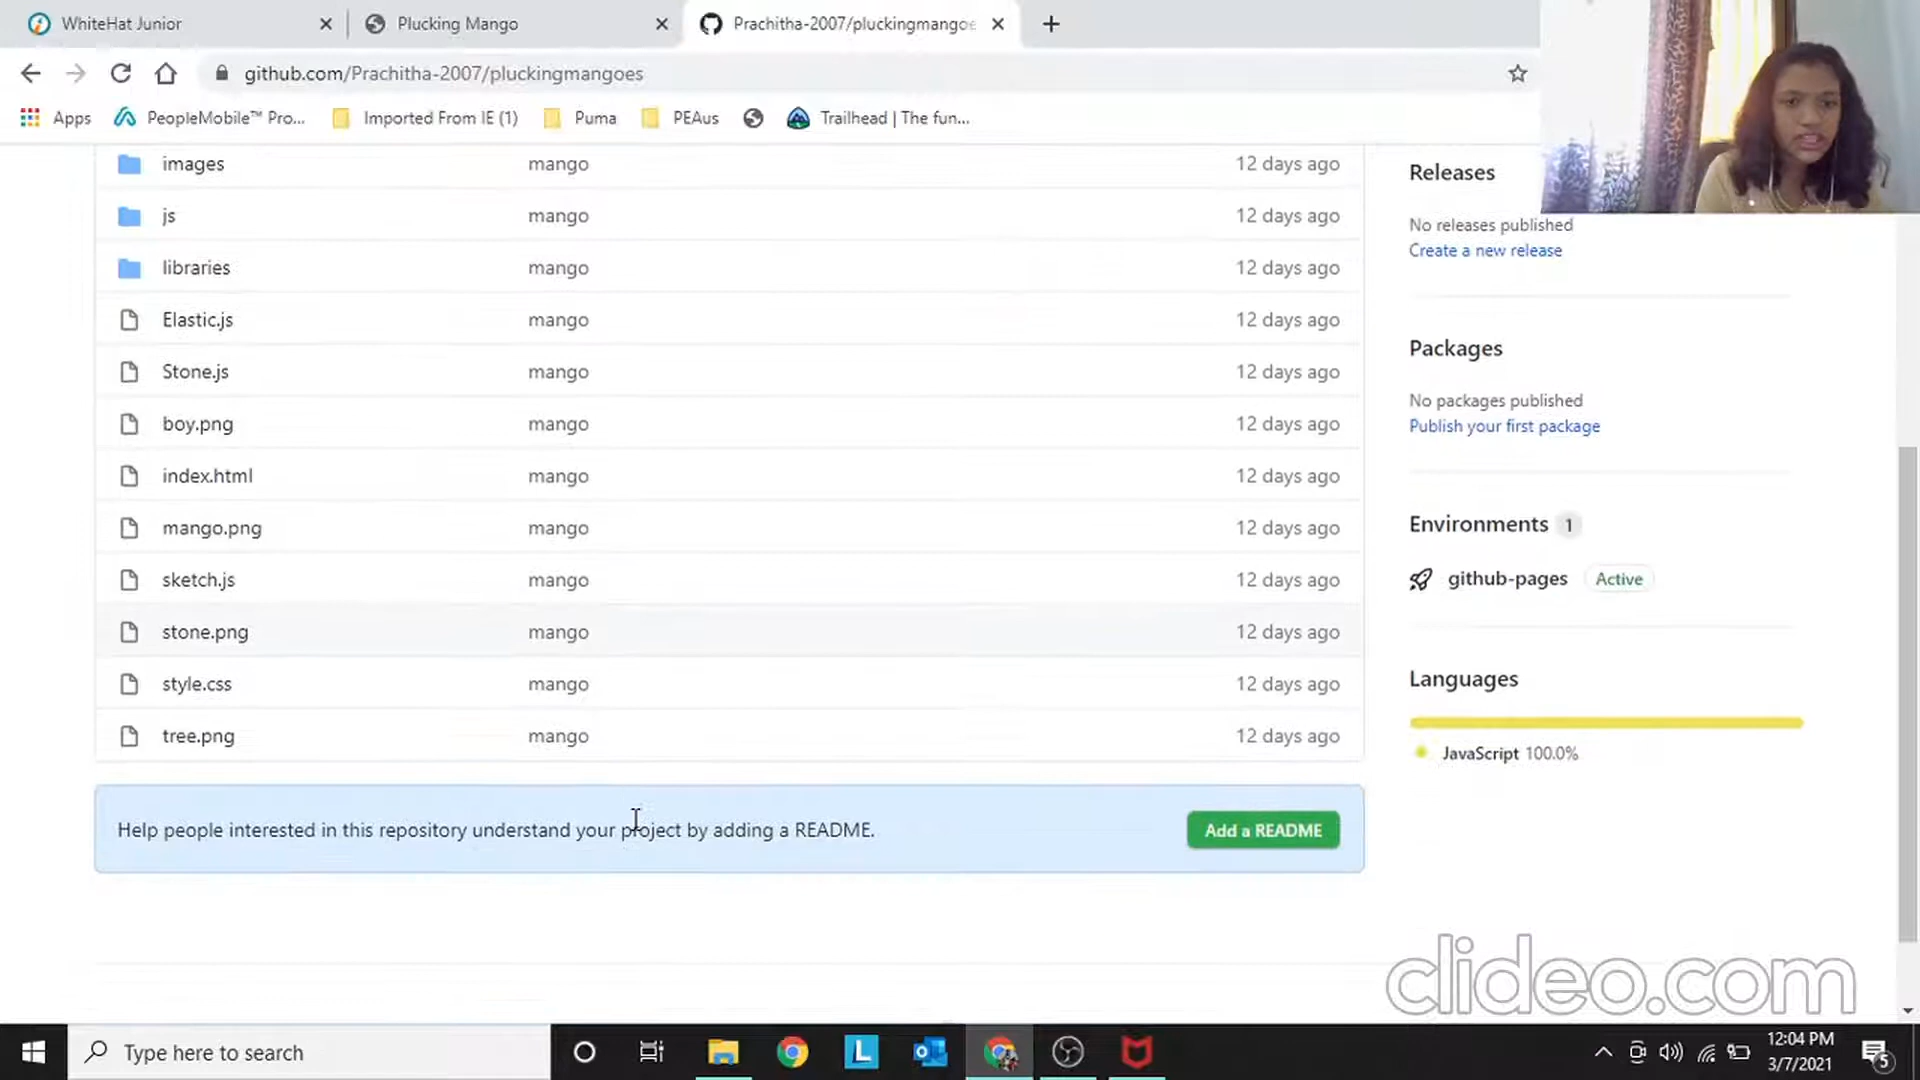 WhiteHat Junior
Plucking Mango
Prachitha-2007/pluckingmangoe
github.com/Prachitha-2007/pluckingmangoes
Apps
PeopleMobile™ Pro...
Imported From IE (1)
Puma
PEAus
Trailhead | The fun...
images mango 12 days ago
js mango 12 days ago
libraries mango 12 days ago
Elastic.js mango 12 days ago
Stone.js mango 12 days ago
boy.png mango 12 days ago
index.html mango 12 days ago
mango.png mango 12 days ago
sketch.js mango 12 days ago
stone.png mango 12 days ago
style.css mango 12 days ago
tree.png mango 12 days ago
Help people interested in this repository understand your project by adding a README.
Add a README
Releases
No releases published
Create a new release
Packages
No packages published
Publish your first package
Environments 1
github-pages Active
Languages
JavaScript 100.0%
clideo.com
Type here to search
L
12:04 PM
3/7/2021
5